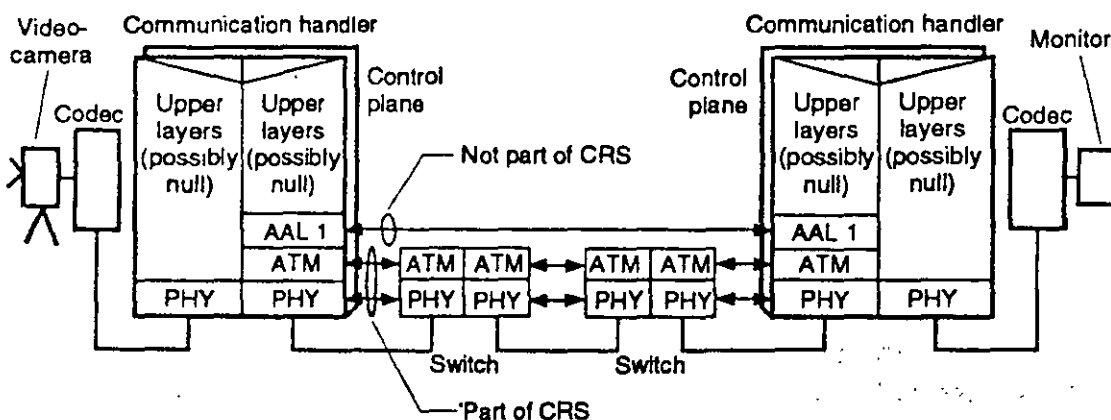 Communication handler
Video-
camera
Codec
Upper
layers
(possibly
null)
Upper
layers
(possibly
null)
Control
plane
AAL 1
ATM
PHY
PHY
Not part of CRS
ATM
ATM
PHY
PHY
Switch
ATM
ATM
PHY
PHY
Switch
Part of CRS
Communication handler
Control
plane
Upper
layers
(possibly
null)
Upper
layers
(possibly
null)
AAL 1
ATM
PHY
PHY
Codec
Monitor